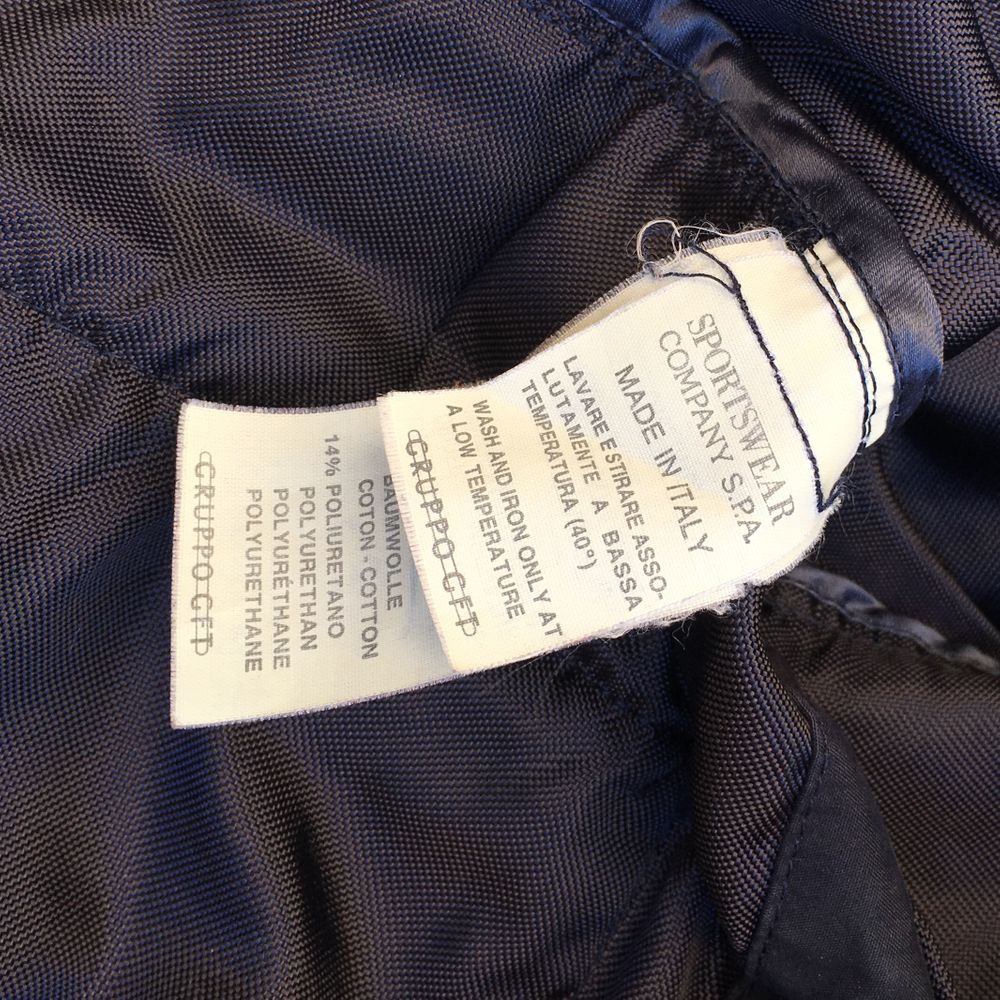 SPORTSWEAR
COMPANY S.P.A.
MADE IN ITALY
LAVARE E STIRARE ASSO-
LUTAMENTE A BASSA
TEMPERATURA (40°)
WASH AND IRON ONLY AT
A LOW TEMPERATURE
GRUPPO GFT
BAUMWOLLE
COTON - COTTON
14% POLIURETANO
POLYURETHAN
POLYURÉTHANE
POLYURETHANE
GRUPPO GFT